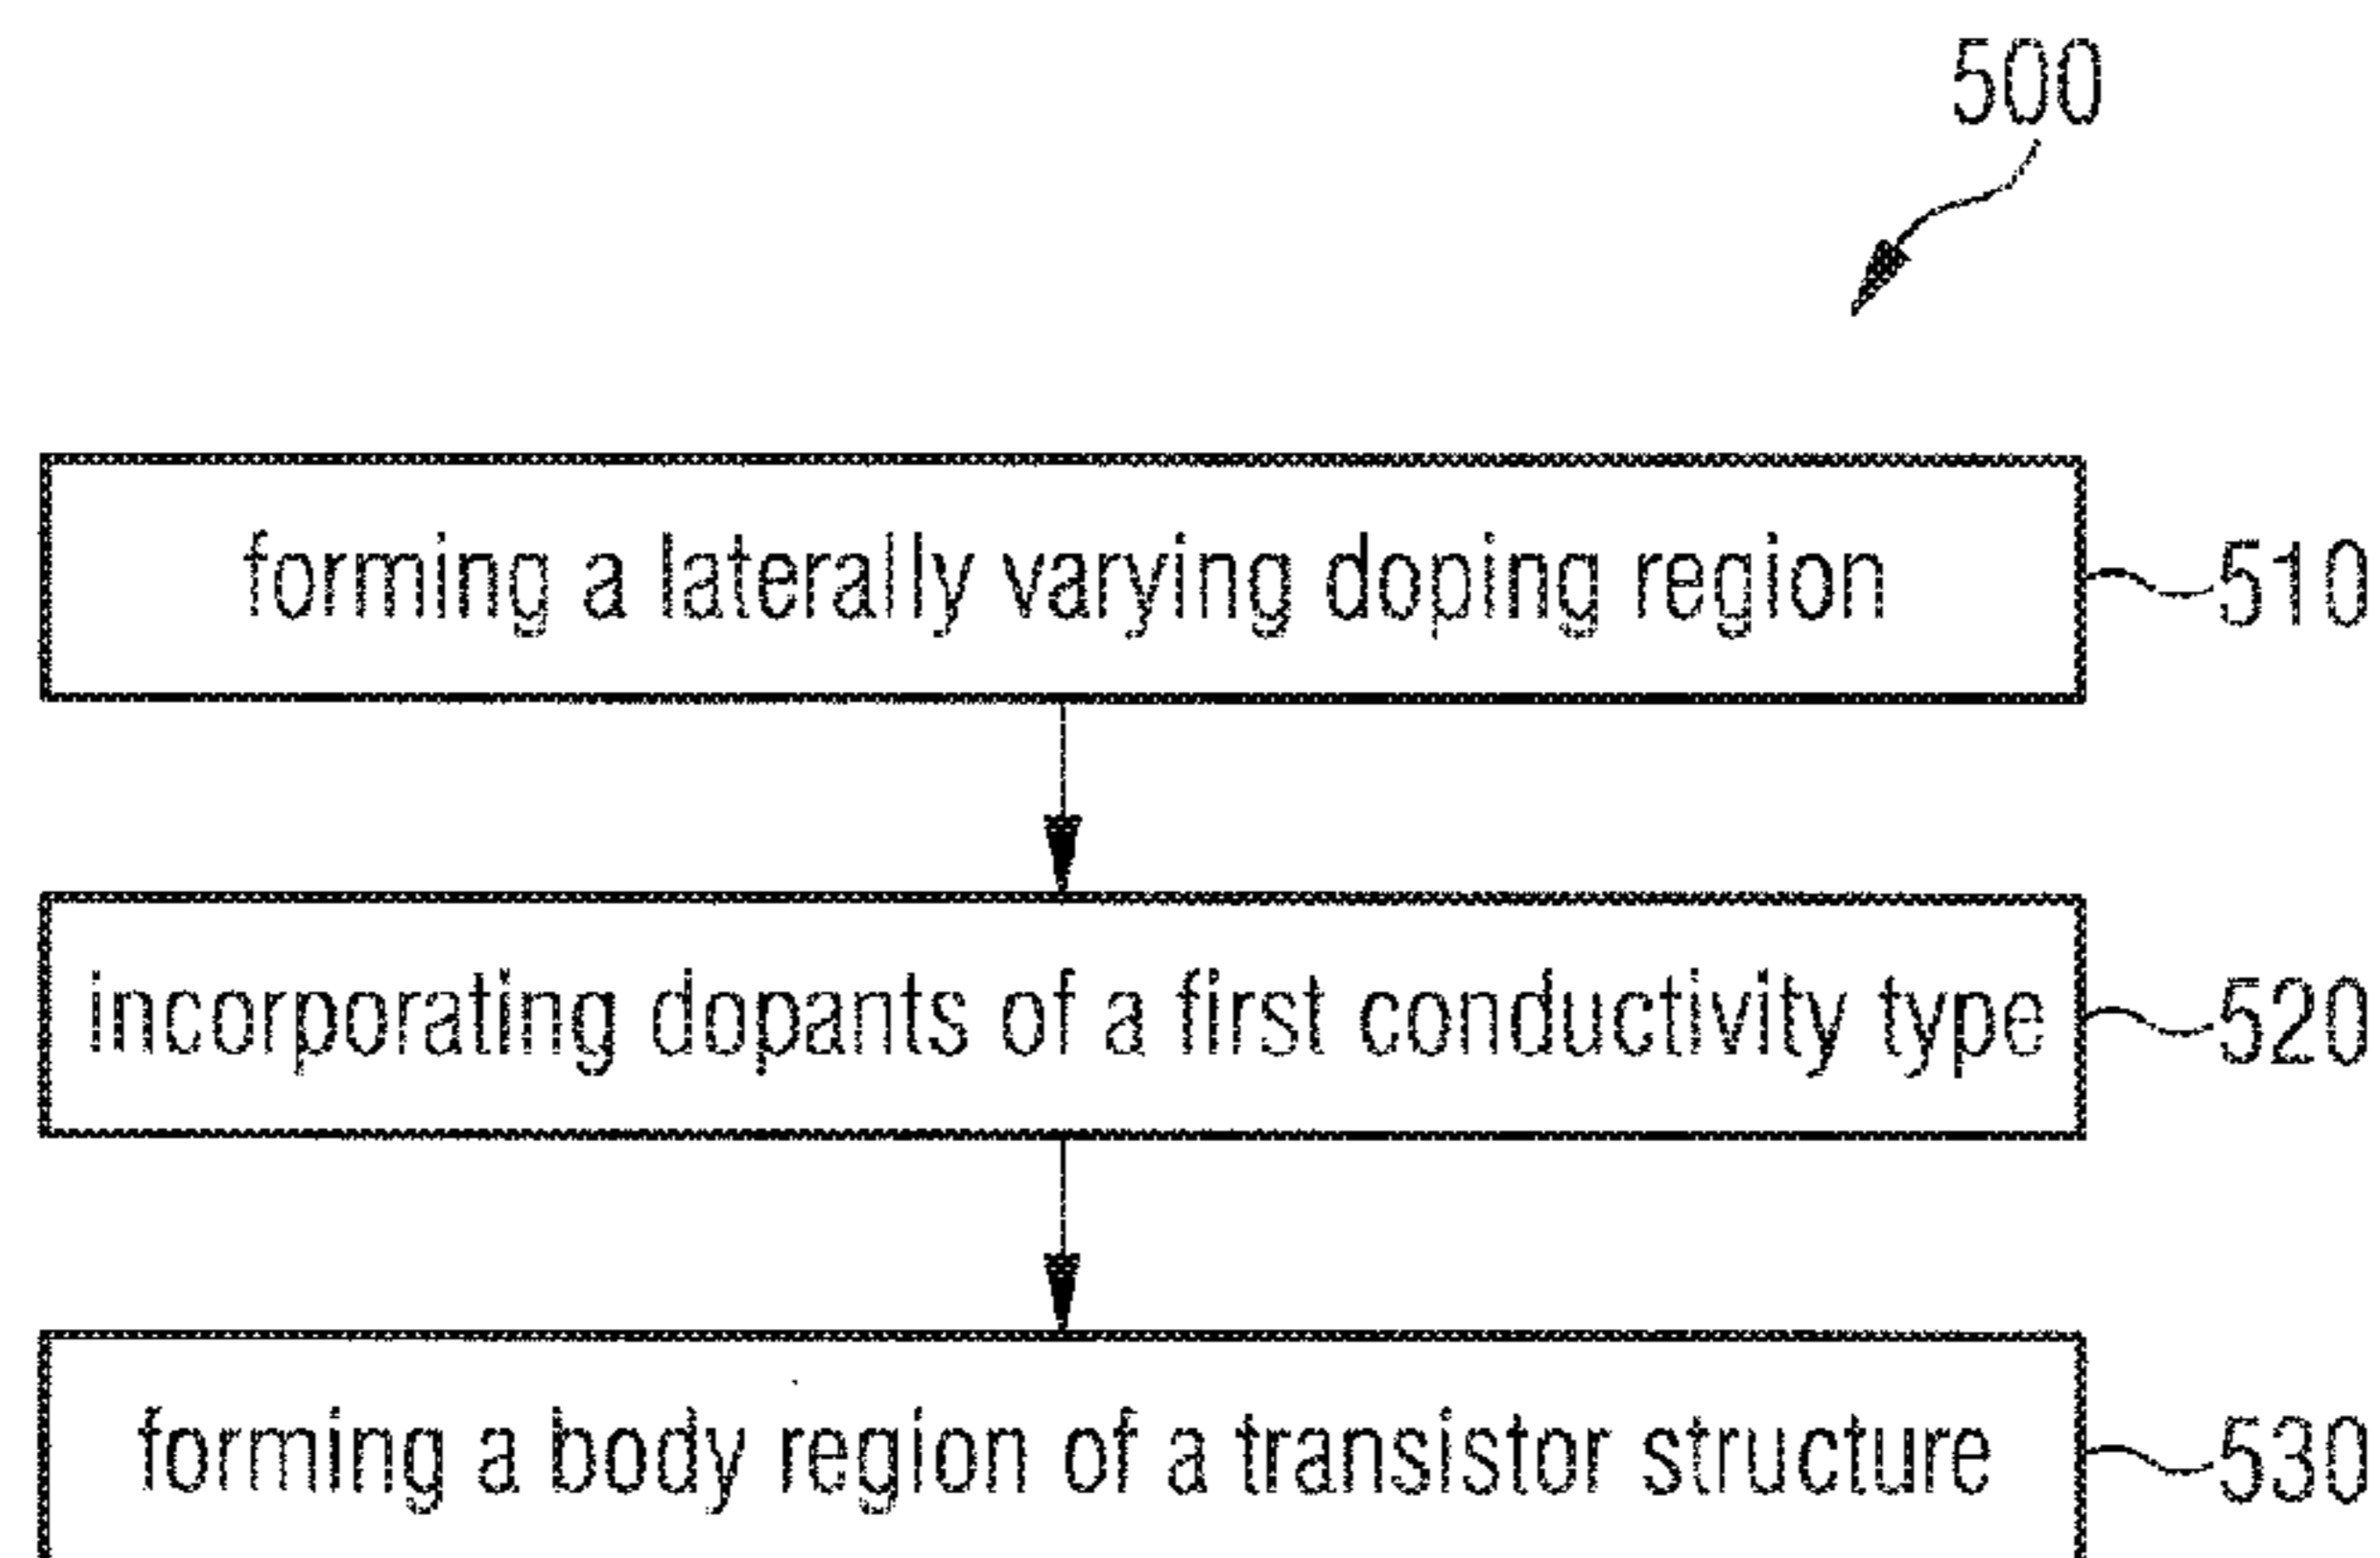 500
forming a laterally varying doping region
510
incorporating dopants of a first conductivity type
520
forming a body region of a transistor structure
530